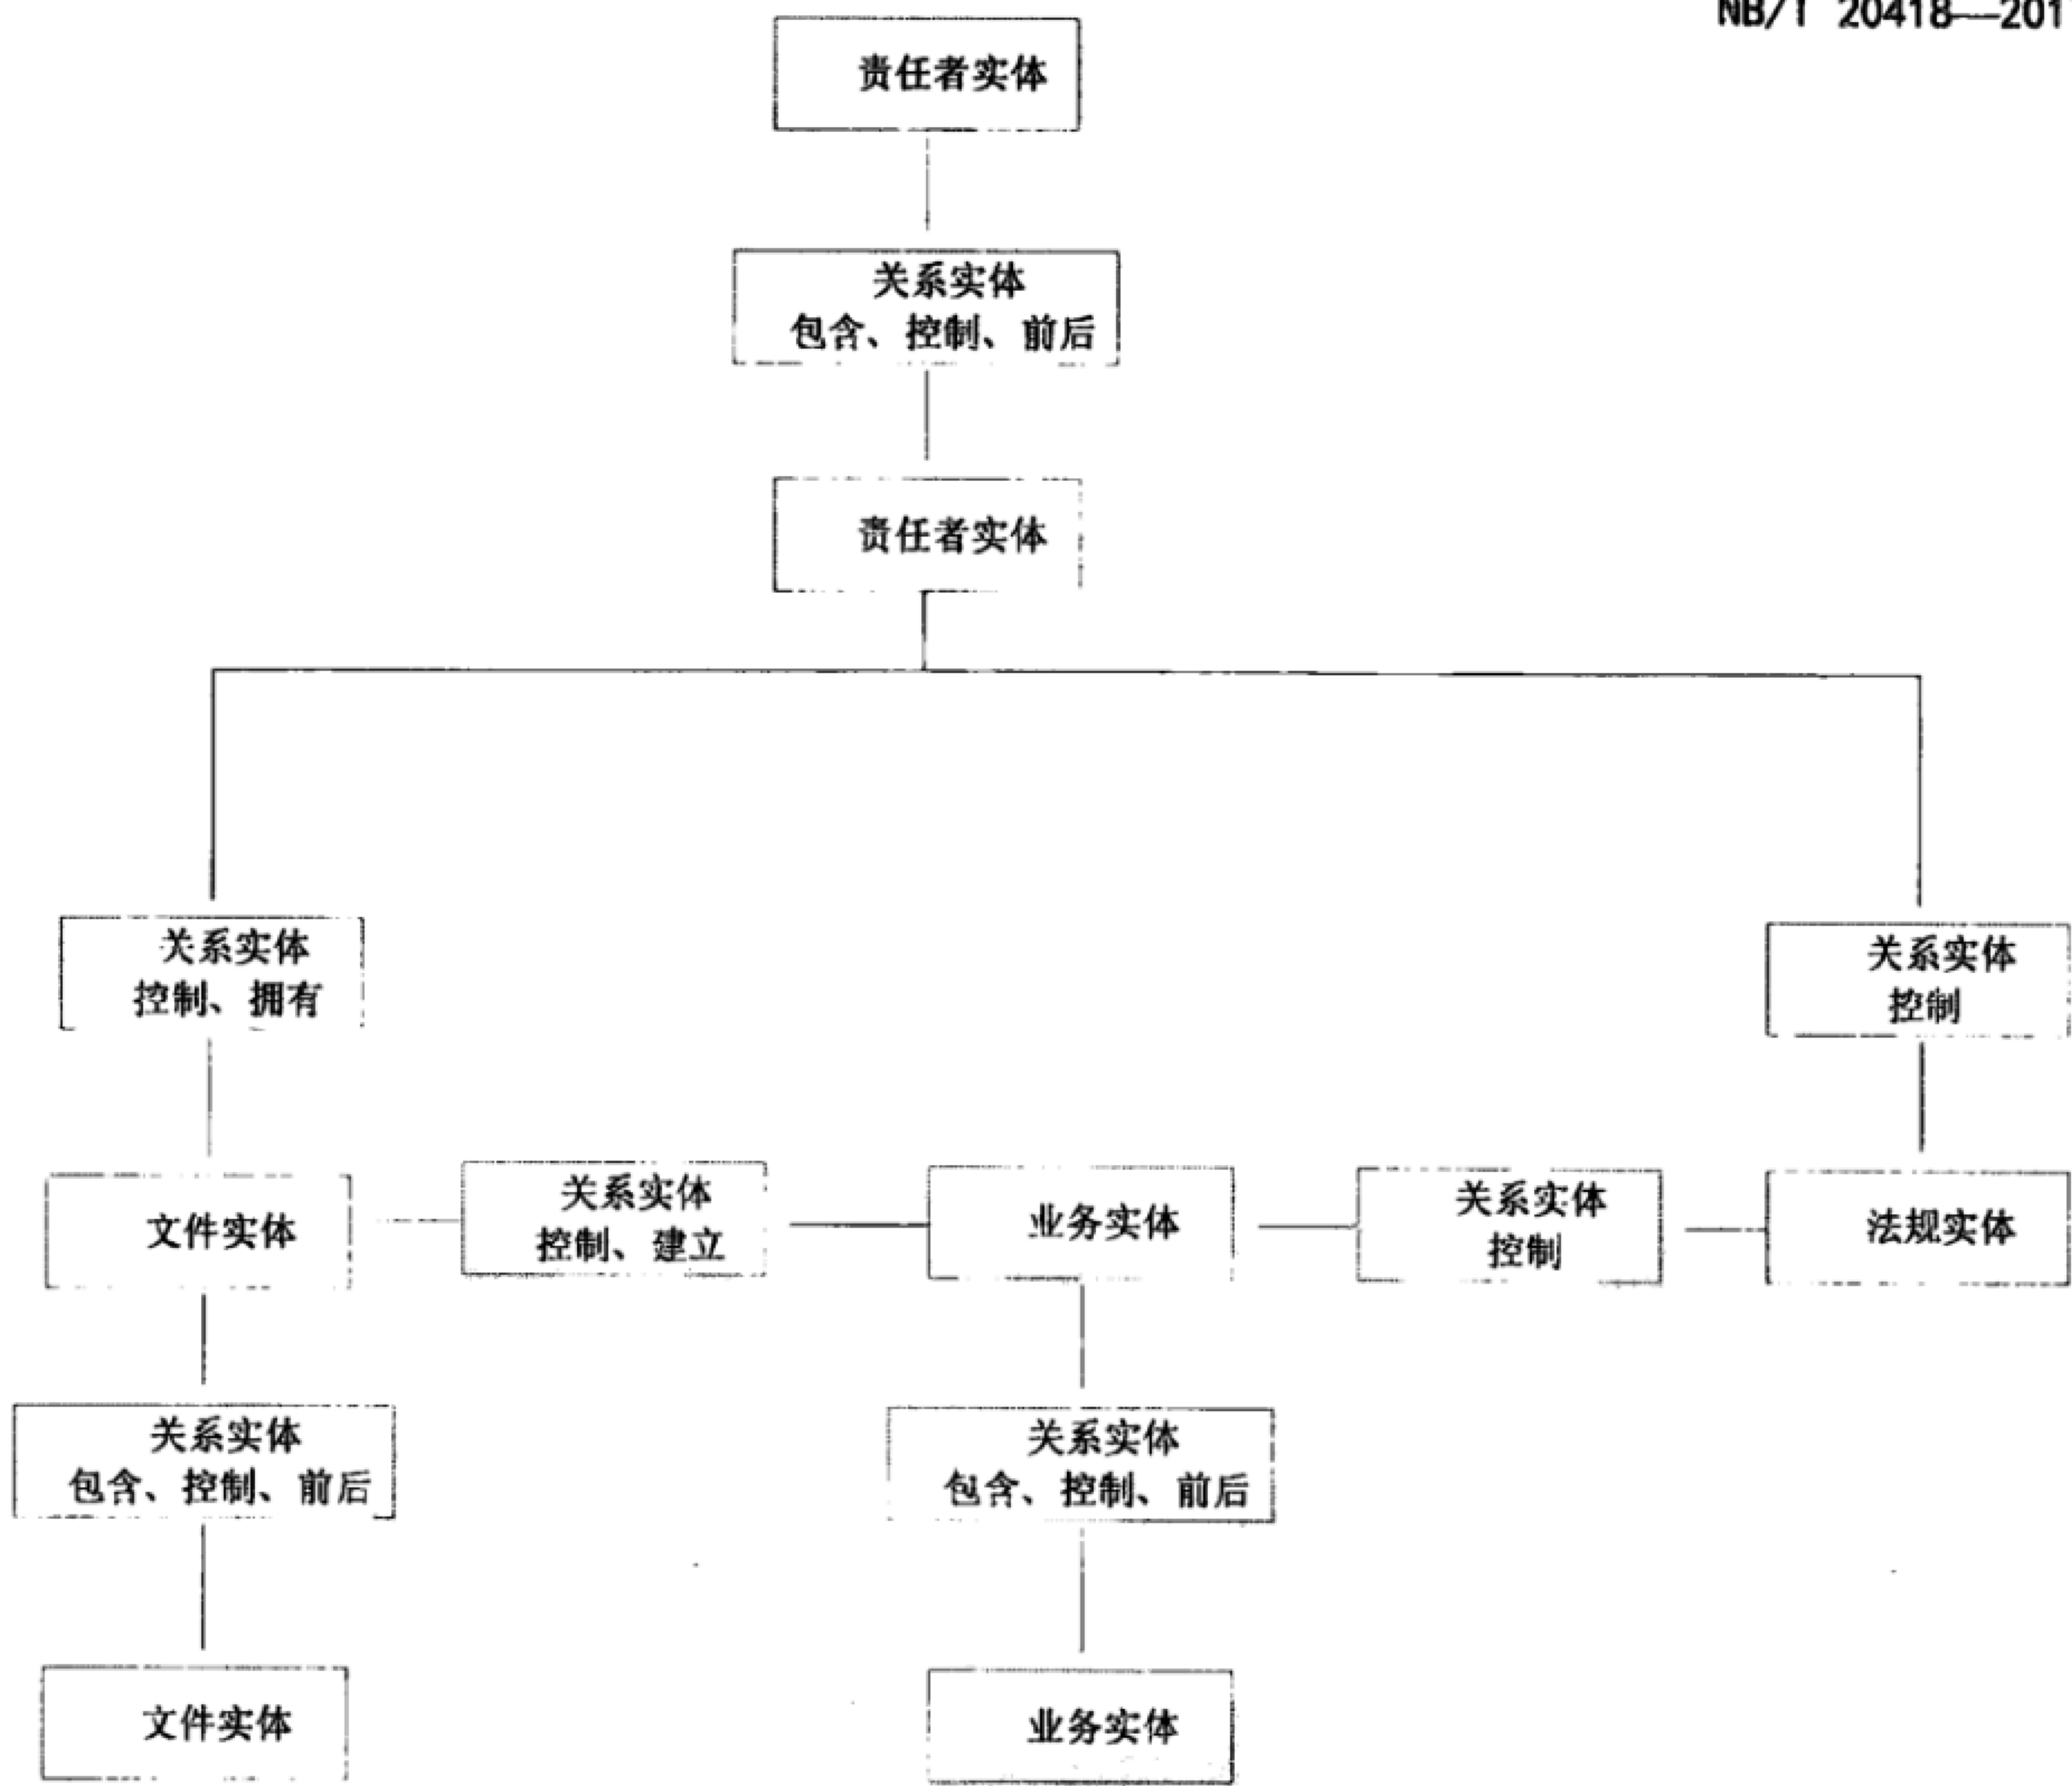 NB/T 20418—201
责任者实体
关系实体
包含、控制、前后
责任者实体
关系实体
控制、拥有
关系实体
控制
文件实体
关系实体
控制、建立
业务实体
关系实体
控制
法规实体
关系实体
包含、控制、前后
关系实体
包含、控制、前后
文件实体
业务实体